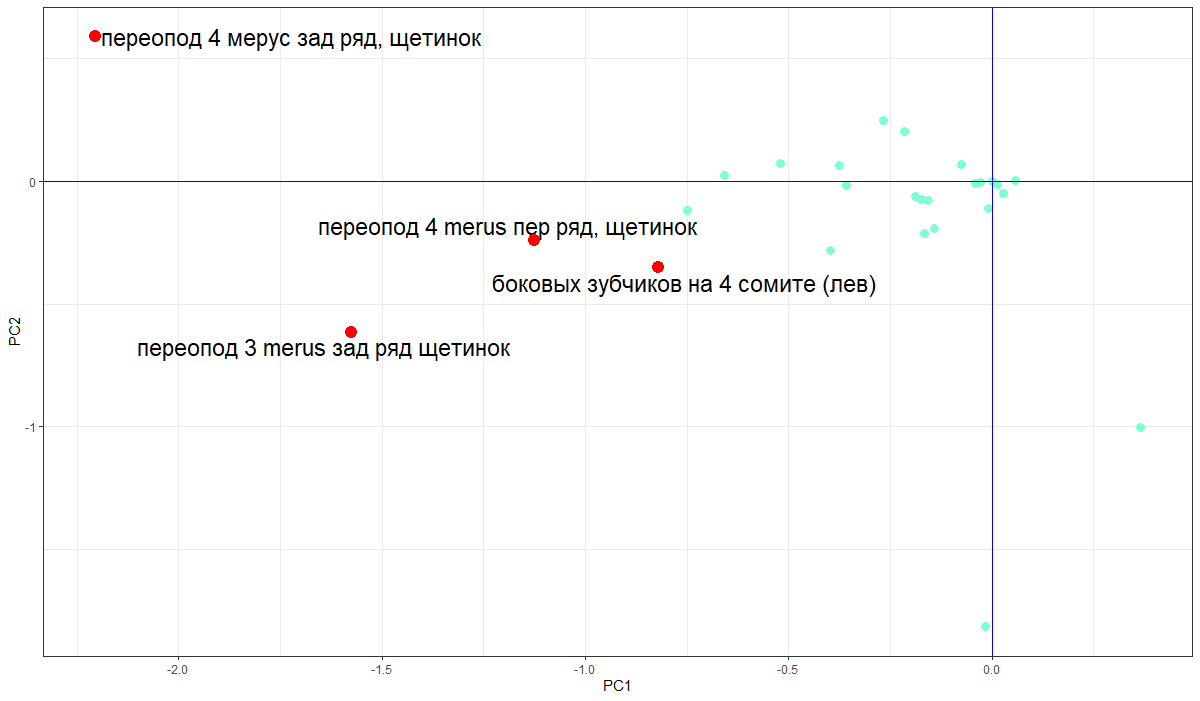 переопод 4 мерус зад ряд, щетинок
0
переопод 4 merus пер ряд, щетинок
боковых зубчиков на 4 сомите (лев)
переопод 3 merus зад ряд щетинок
PC2
-1
-2.0 -1.5 -1.0 -0.5 0.0
PC1